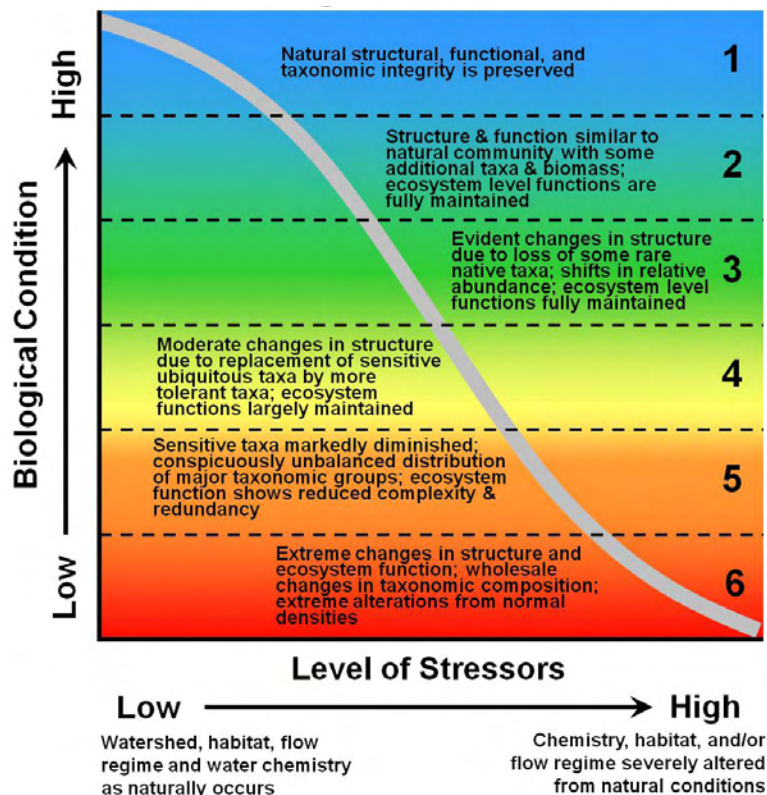 High
Biological Condition
Low
Natural structural, functional, and
taxonomic integrity is preserved
1
Structure & function similar to
natural community with some
additional taxa & biomass;
ecosystem level functions are
fully maintained
2
Evident changes in structure
due to loss of some rare
native taxa; shifts in relative
abundance; ecosystem level
functions fully maintained
3
Moderate changes in structure
due to replacement of sensitive
ubiquitous taxa by more
tolerant taxa; ecosystem
functions largely maintained
4
Sensitive taxa markedly diminished;
conspicuously unbalanced distribution
of major taxonomic groups; ecosystem
function shows reduced complexity &
redundancy
5
Extreme changes in structure and
ecosystem function; wholesale
changes in taxonomic composition;
extreme alterations from normal
densities
6
Level of Stressors
Low
High
Watershed, habitat, flow
regime and water chemistry
as naturally occurs
Chemistry, habitat, and/or
flow regime severely altered
from natural conditions